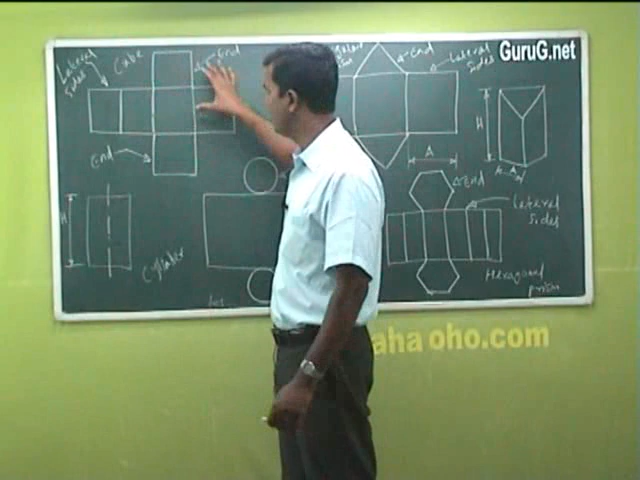 Lateral
Sides
Cube
End
End
End
Lateral
Sides
GuruG.net
H
A
A
End
Lateral
Sides
H
Cylinder
Hexagonal
prism
aha oho.com